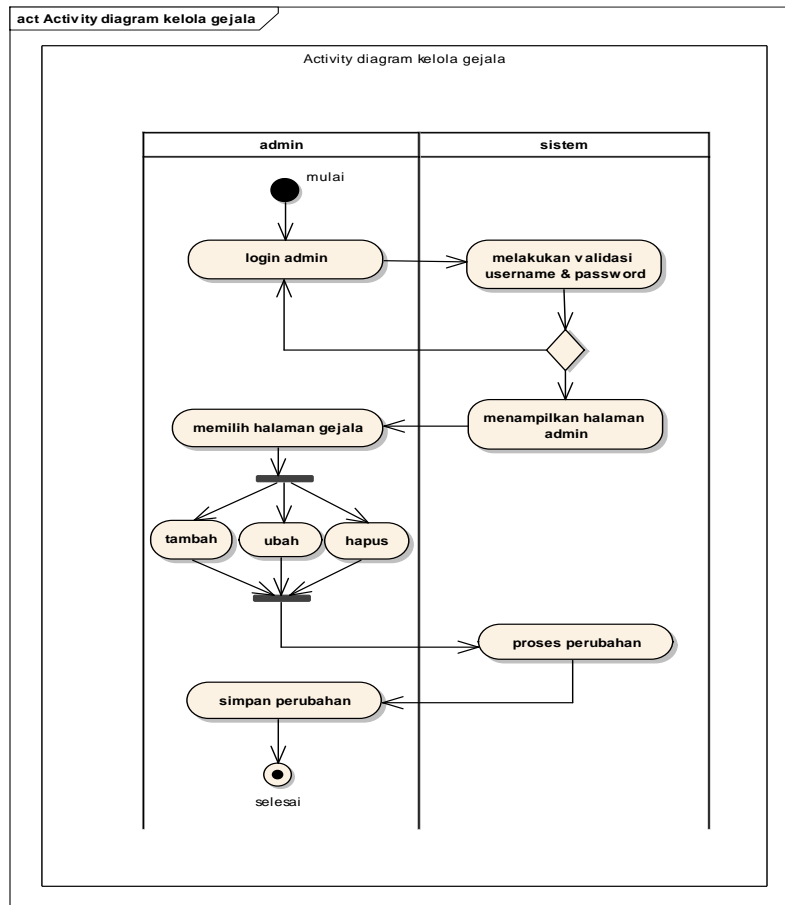 act Activity diagram kelola gejala
Activity diagram kelola gejala
admin
sistem
mulai
login admin
melakukan validasi
username & password
menampilkan halaman
admin
memilih halaman gejala
tambah
ubah
hapus
proses perubahan
simpan perubahan
selesai